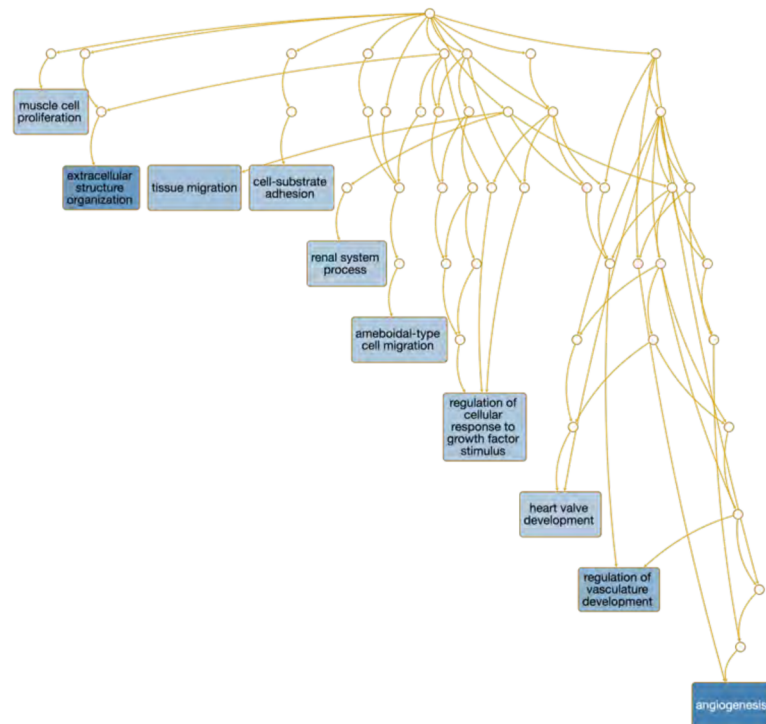 muscle cell
proliferation
extracellular
structure
organization
tissue migration
cell-substrate
adhesion
renal system
process
ameboidal-type
cell migration
regulation of
cellular
response to
growth factor
stimulus
heart valve
development
regulation of
vasculature
development
angiogenesis